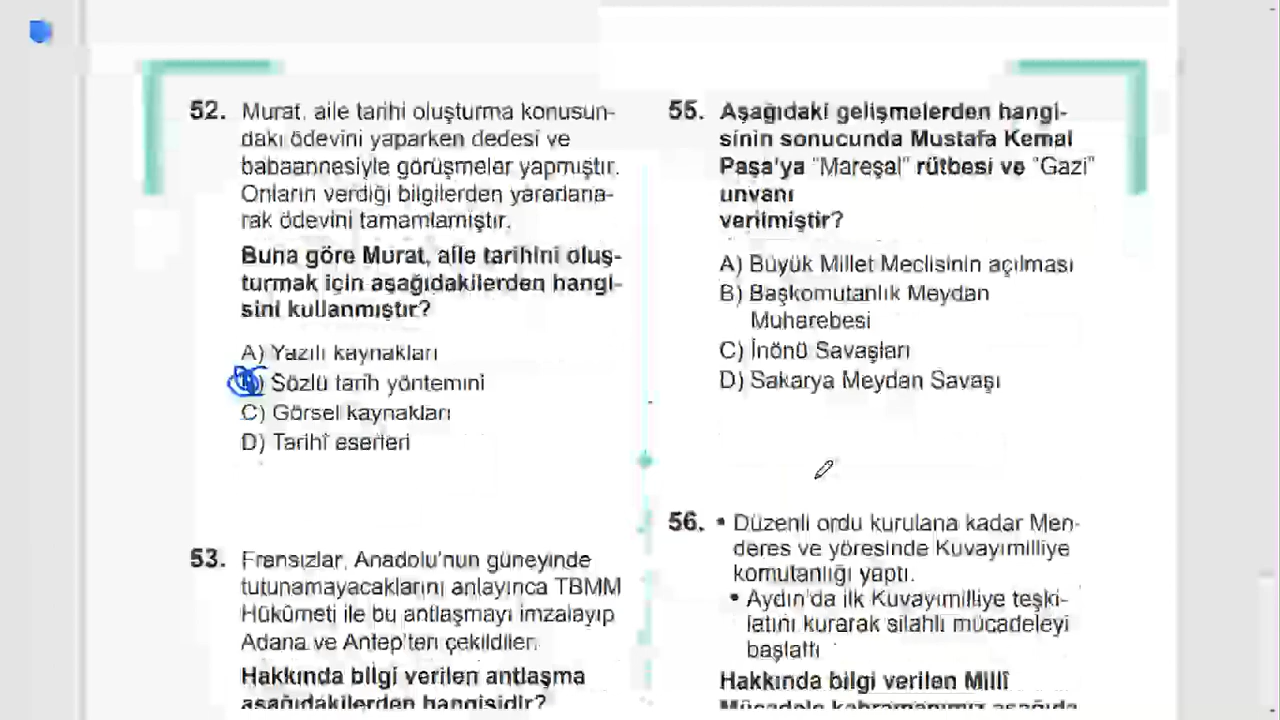 52. Murat, aile tarihi oluşturma konusun-
daki ödevini yaparken dedesi ve
babaannesiyle görüşmeler yapmıştır.
Onların verdiği bilgilerden yararlana-
rak ödevini tamamlamıştır.
Buna göre Murat, aile tarihini oluş-
turmak için aşağıdakilerden hangi-
sini kullanmıştır?
A) Yazılı kaynakları
B) Sözlü tarih yöntemini
C) Görsel kaynakları
D) Tarihî eserleri
53. Fransızlar, Anadolu'nun güneyinde
tutunamayacaklarını anlayınca TBMM
Hükûmeti ile bu antlaşmayı imzalayıp
Adana ve Antep'ten çekildiler.
Hakkında bilgi verilen antlaşma
aşağıdakilerden hangisidir?
55. Aşağıdaki gelişmelerden hangi-
sinin sonucunda Mustafa Kemal
Paşa'ya "Mareşal" rütbesi ve "Gazi"
unvanı
verilmiştir?
A) Büyük Millet Meclisinin açılması
B) Başkomutanlık Meydan
Muharebesi
C) İnönü Savaşları
D) Sakarya Meydan Savaşı
56. • Düzenli ordu kurulana kadar Men-
deres ve yöresinde Kuvayımilliye
komutanlığı yaptı.
• Aydın'da ilk Kuvayımilliye teşki-
latını kurarak silahlı mücadeleyi
başlattı
Hakkında bilgi verilen Millî
Mücadele kahramanımız aşağıda